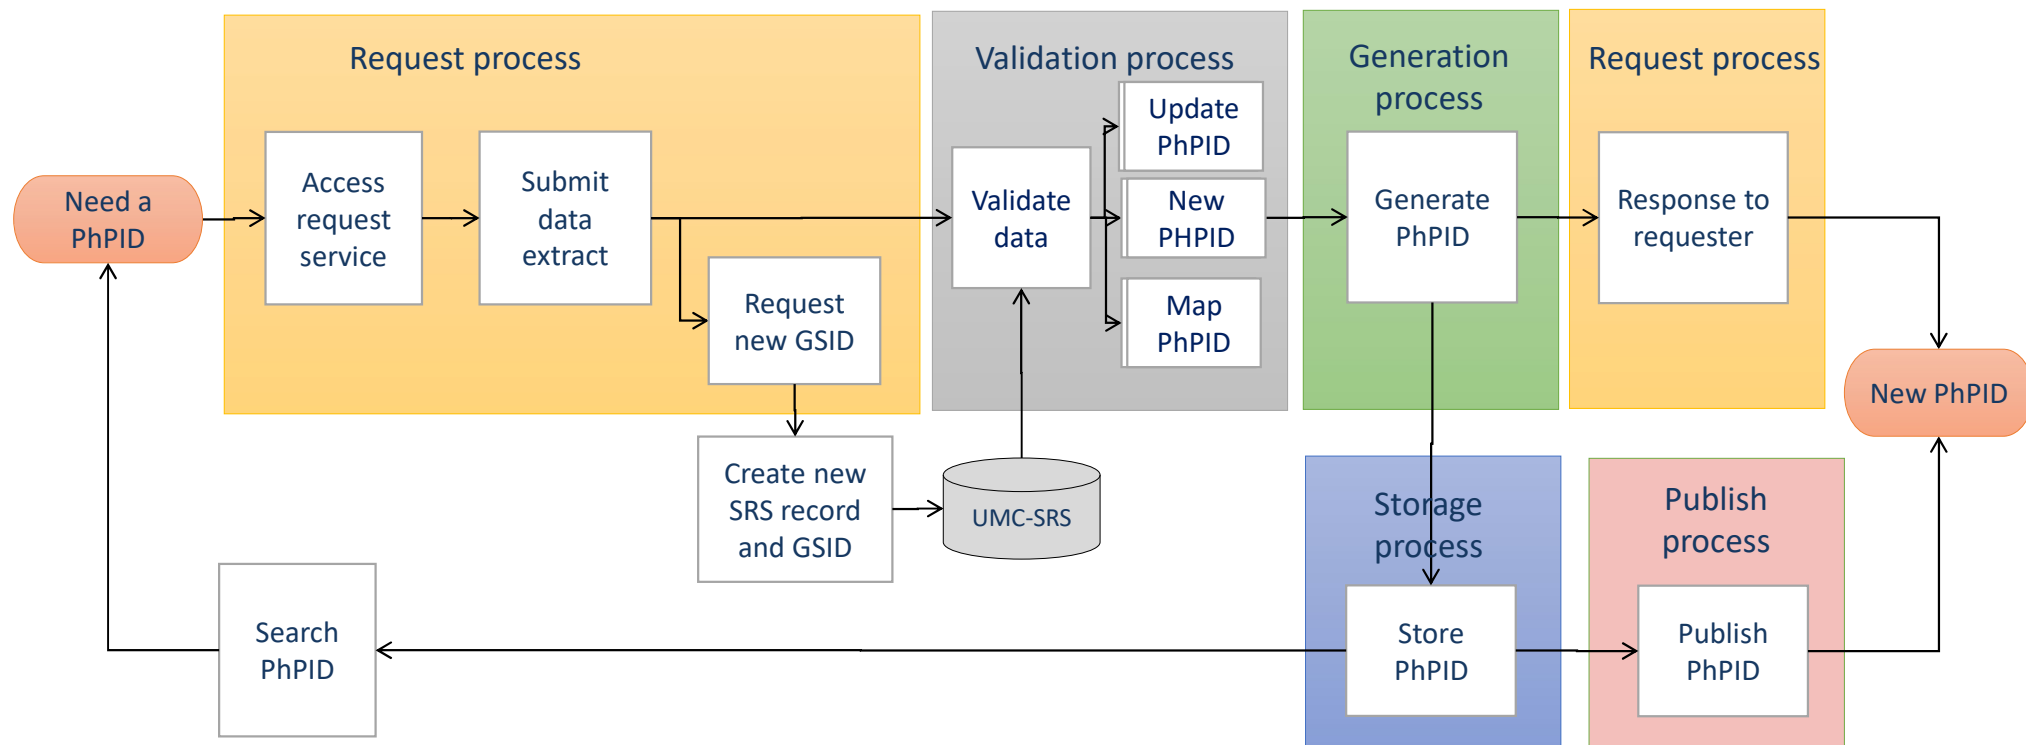 Request process
Validation process
Generation
process
Request process
Need a
PhPID
Access
request
service
Submit
data
extract
Request
new GSID
Validate
data
Update
PhPID
New
PHPID
Map
PhPID
Generate
PhPID
Response to
requester
New PhPID
Create new
SRS record
and GSID
UMC-SRS
Storage
process
Publish
process
Search
PhPID
Store
PhPID
Publish
PhPID